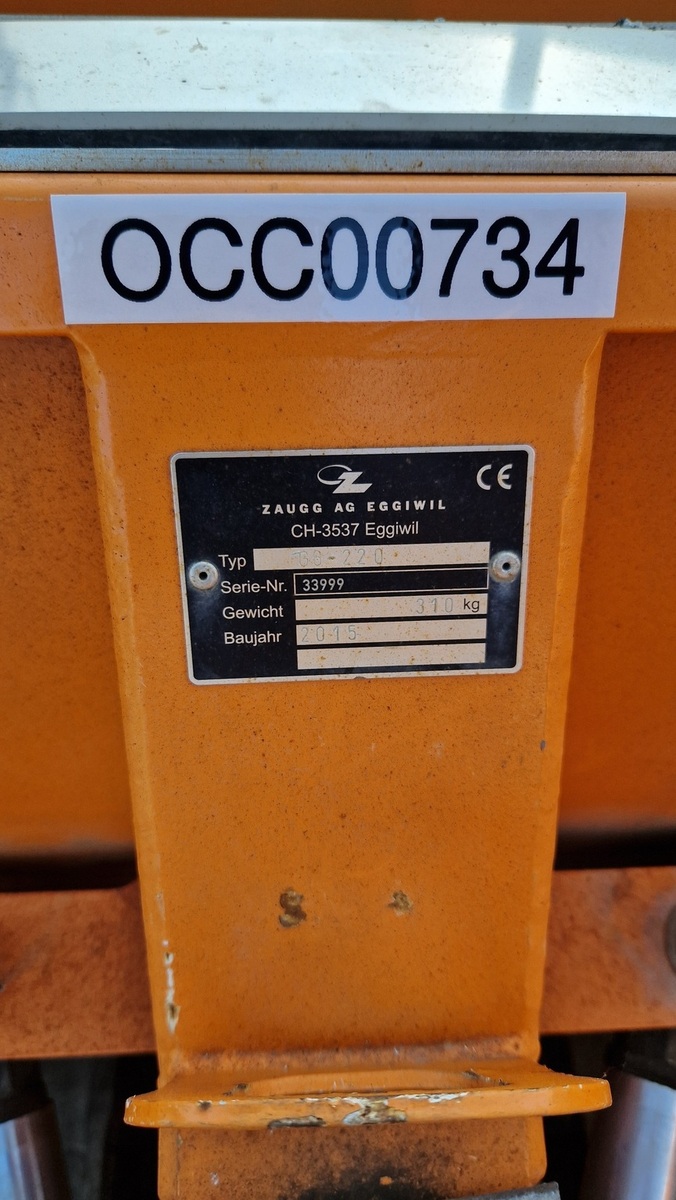 OCC00734
CE
ZAUGG AG EGGIWIL
CH-3537 Eggiwil
Typ
Serie-Nr. 33999
Gewicht 310 kg
Baujahr 2015